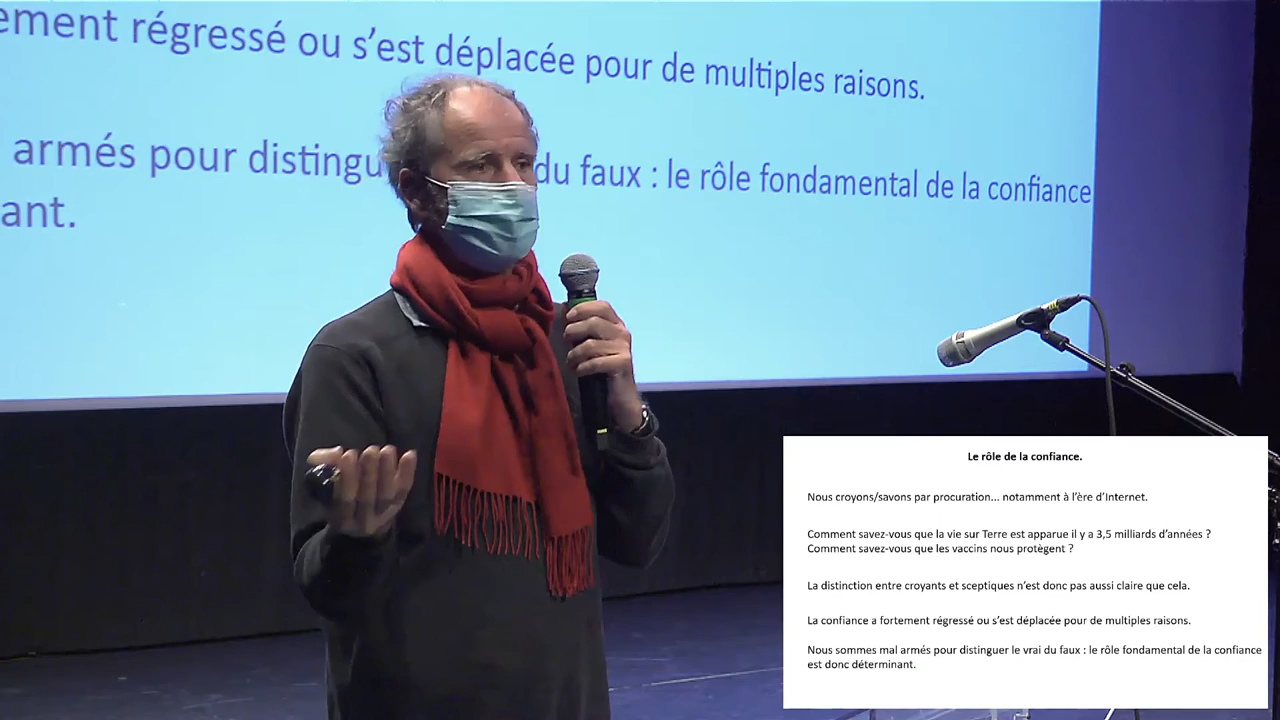 ement régressé ou s'est déplacée pour de multiples raisons.
armés pour distingu du faux : le rôle fondamental de la confiance
ant.
Le rôle de la confiance.
Nous croyons/savons par procuration... notamment à l'ère d'Internet.
Comment savez-vous que la vie sur Terre est apparue il y a 3,5 milliards d'années ?
Comment savez-vous que les vaccins nous protègent ?
La distinction entre croyants et sceptiques n'est donc pas aussi claire que cela.
La confiance a fortement régressé ou s'est déplacée pour de multiples raisons.
Nous sommes mal armés pour distinguer le vrai du faux : le rôle fondamental de la confiance
est donc déterminant.